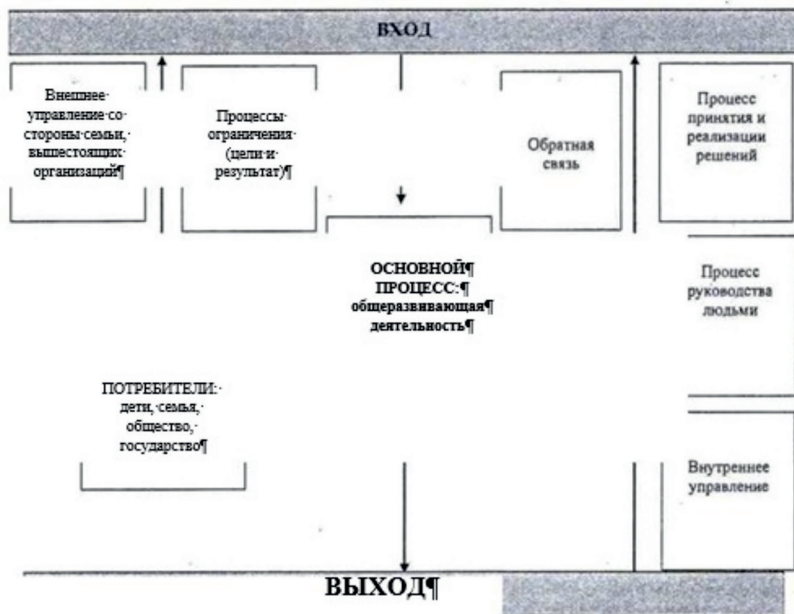 ВХОД
Внешнее·
управление·со
стороны·семьи,·
вышестоящих·
организаций¶
Процессы·
ограничения·
(цели·и·
результат)¶
Обратная
связь
Процесс
принятия и
реализации
решений
ОСНОВНОЙ¶
ПРОЦЕСС:¶
общеразвивающая¶
деятельность¶
Процесс
руководства
людьми
ПОТРЕБИТЕЛИ:·
дети,·семья,·
общество,·
государство¶
Внутреннее
управление
ВЫХОД¶